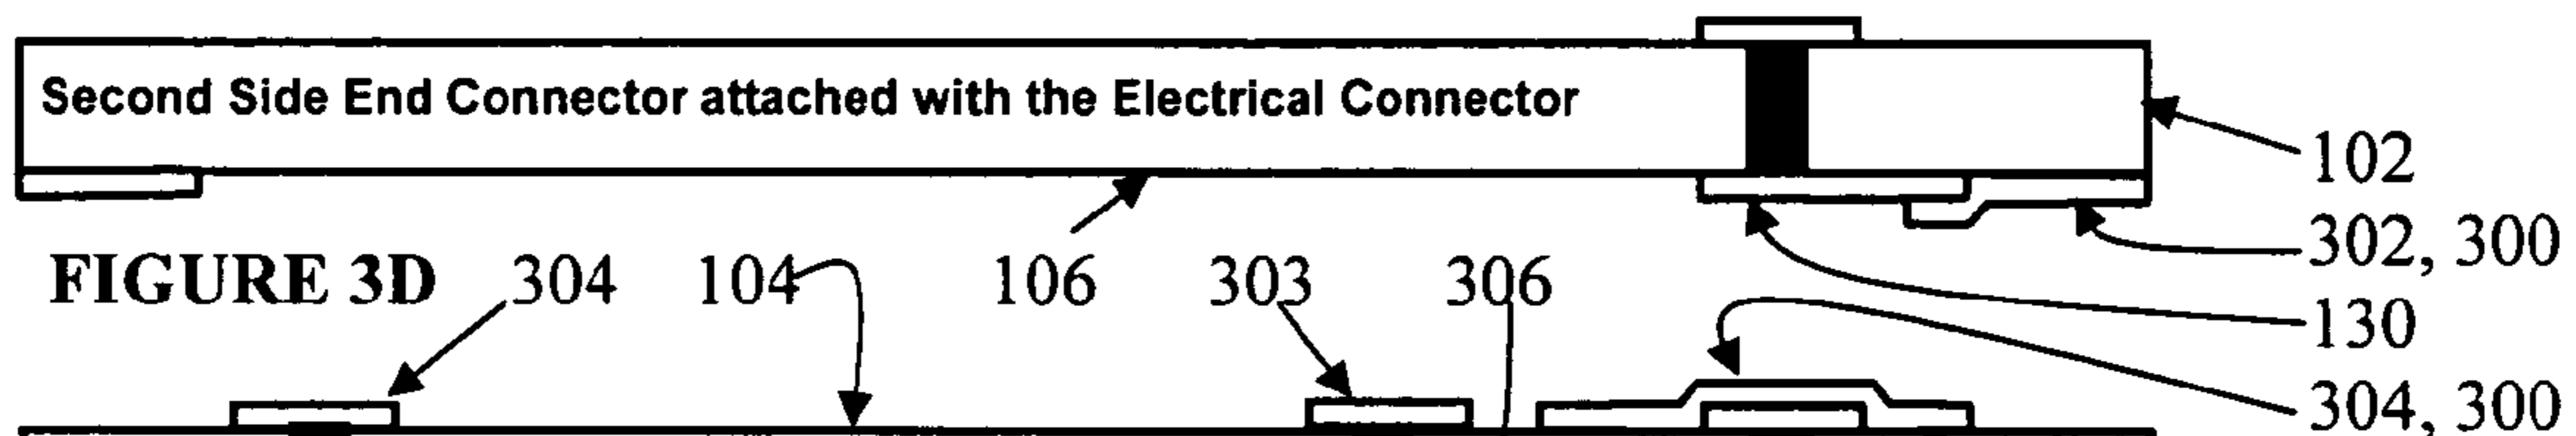 Second Side End Connector attached with the Electrical Connector
102
302, 300
FIGURE 3D 304 104 106 303 306
130
304, 300